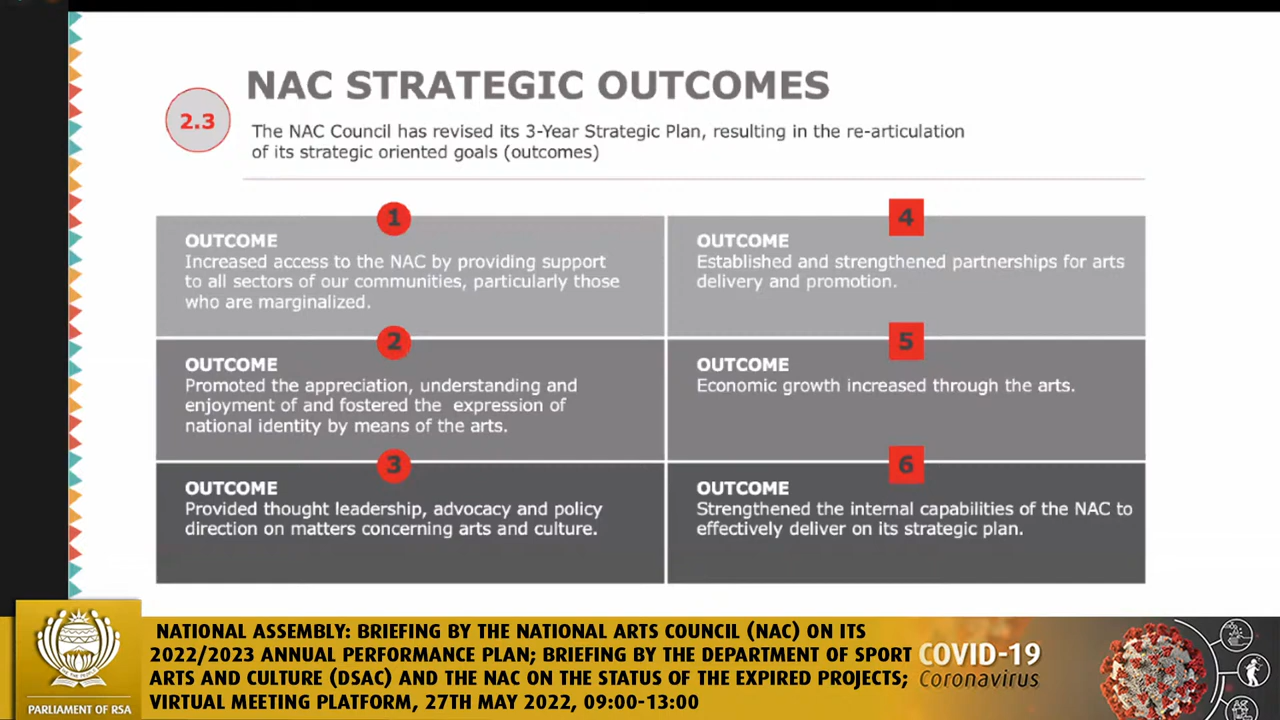 NAC STRATEGIC OUTCOMES
2.3
The NAC Council has revised its 3-Year Strategic Plan, resulting in the re-articulation
of its strategic oriented goals (outcomes)
1
OUTCOME
Increased access to the NAC by providing support
to all sectors of our communities, particularly those
who are marginalized.
2
OUTCOME
Promoted the appreciation, understanding and
enjoyment of and fostered the expression of
national identity by means of the arts.
3
OUTCOME
Provided thought leadership, advocacy and policy
direction on matters concerning arts and culture.
4
OUTCOME
Established and strengthened partnerships for arts
delivery and promotion.
5
OUTCOME
Economic growth increased through the arts.
6
OUTCOME
Strengthened the internal capabilities of the NAC to
effectively deliver on its strategic plan.
PARLIAMENT OF RSA
NATIONAL ASSEMBLY: BRIEFING BY THE NATIONAL ARTS COUNCIL (NAC) ON ITS
2022/2023 ANNUAL PERFORMANCE PLAN; BRIEFING BY THE DEPARTMENT OF SPORT
ARTS AND CULTURE (DSAC) AND THE NAC ON THE STATUS OF THE EXPIRED PROJECTS;
VIRTUAL MEETING PLATFORM, 27TH MAY 2022, 09:00-13:00
COVID-19
Coronavirus